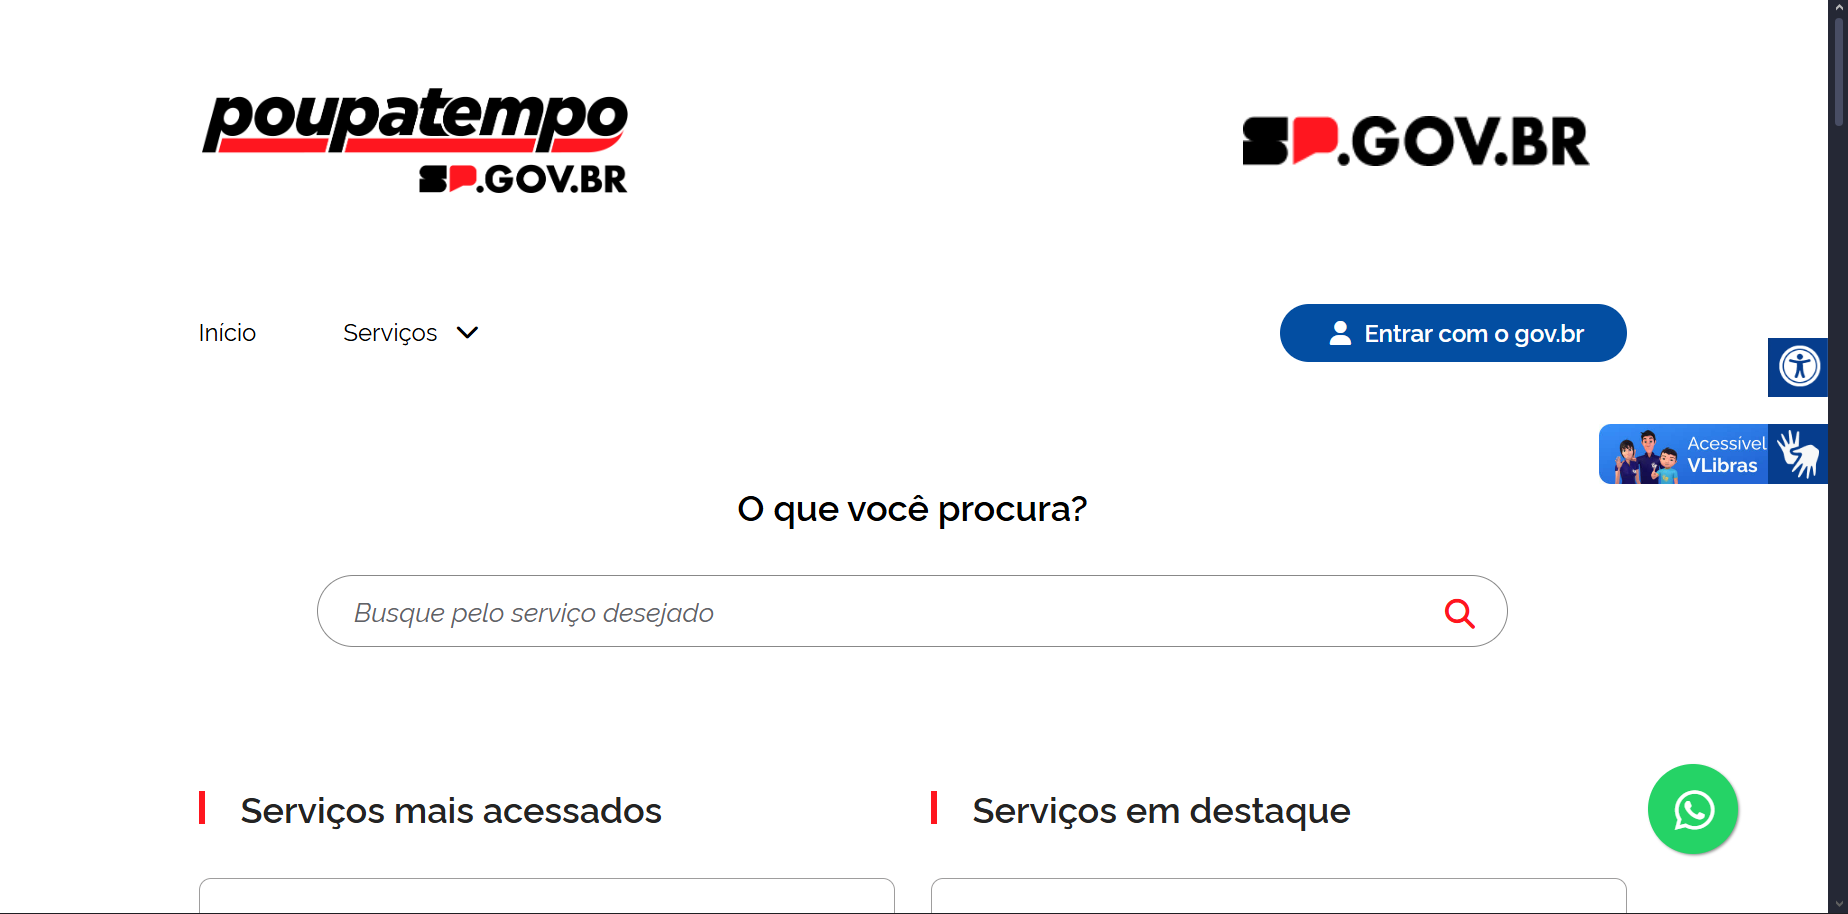 poupatempo
SP.GOV.BR
SP.GOV.BR
Início
Serviços
Entrar com o gov.br
Acessível
VLibras
O que você procura?
Busque pelo serviço desejado
Serviços mais acessados
Serviços em destaque